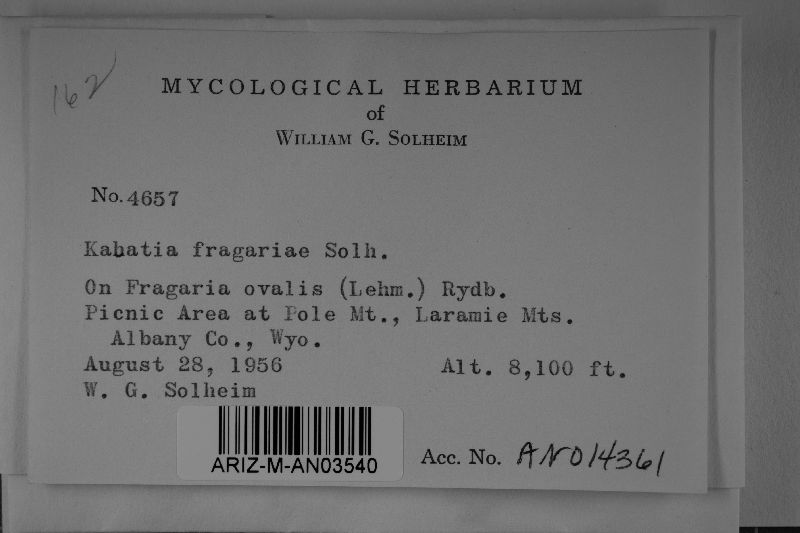 162
MYCOLOGICAL HERBARIUM
of
WILLIAM G. SOLHEIM
No. 4657
Kabatia fragariae Solh.
On Fragaria ovalis (Lehm.) Rydb.
Picnic Area at Pole Mt., Laramie Mts.
Albany Co., Wyo.
August 28, 1956 Alt. 8,100 ft.
W. G. Solheim
ARIZ-M-AN03540
Acc. No. AN014361